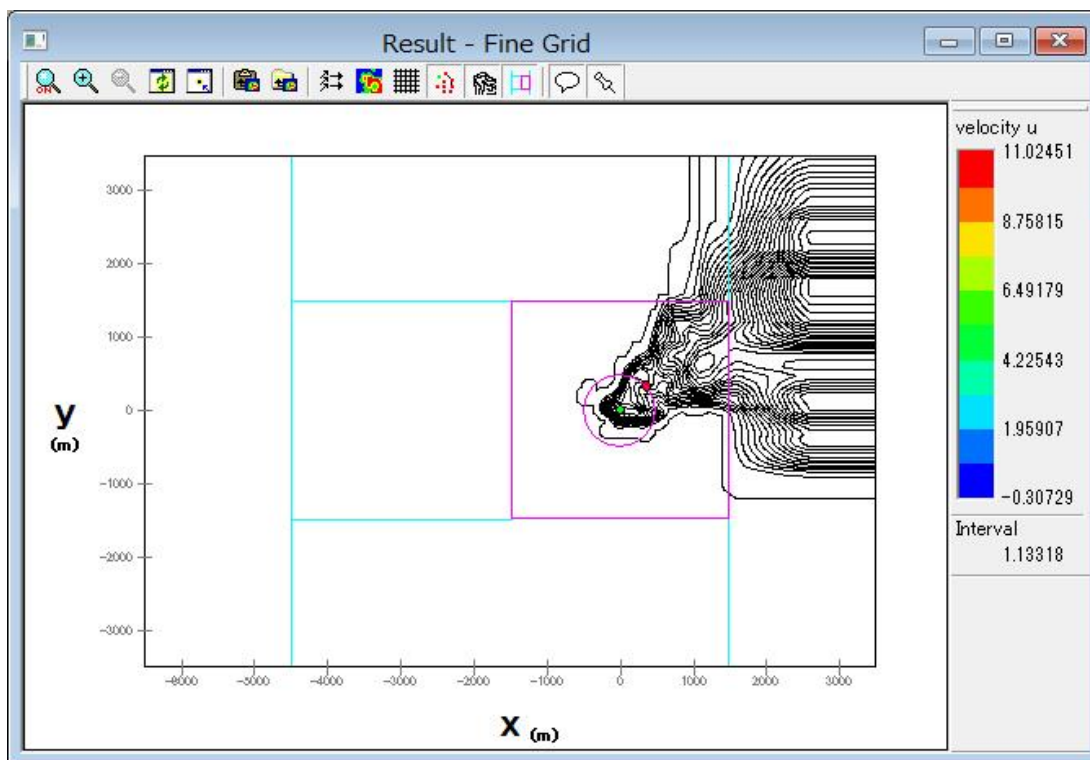 Result - Fine Grid
ON
velocity u
11.02451
8.75815
6.49179
4.22543
1.95907
-0.30729
Interval
1.13318
3000
2000
1000
0
-1000
-2000
-3000
y
(m)
-6000 -5000 -4000 -3000 -2000 -1000 0 1000 2000 3000
X (m)